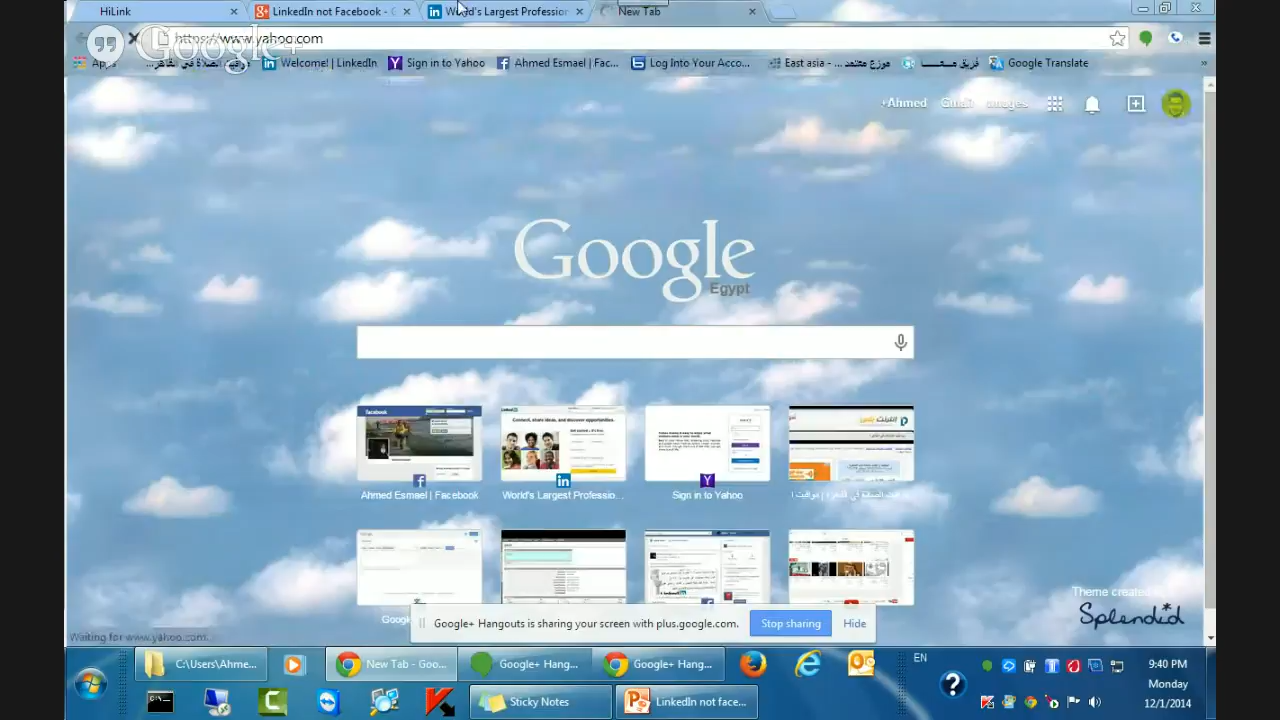 HiLink
LinkedIn not Facebook -
World's Largest Profession
New Tab
https://www.yahoo.com
Google+
Apps
Welcome! | LinkedIn
Sign in to Yahoo
Ahmed Esmael | Fac...
Log Into Your Acco...
East asia - موزع معتمد ...
Google Translate
+Ahmed
Gmail
Images
Google
Egypt
Ahmed Esmael | Facebook
World's Largest Professio...
Sign in to Yahoo
Theme created by
Splendid
Google+ Hangouts is sharing your screen with plus.google.com.
Stop sharing
Hide
Waiting for www.yahoo.com...
C:\Users\Ahme...
New Tab - Goo...
Google+ Hang...
Google+ Hang...
EN
9:40 PM
Monday
12/1/2014
Sticky Notes
LinkedIn not face...